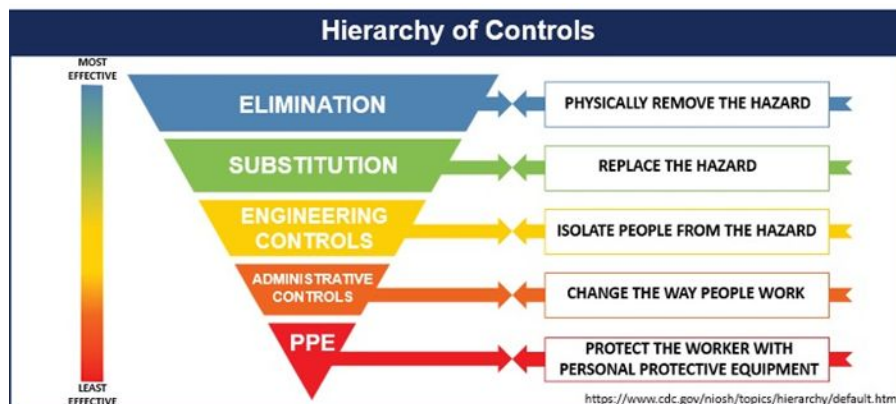 Hierarchy of Controls
MOST
EFFECTIVE
ELIMINATION
PHYSICALLY REMOVE THE HAZARD
SUBSTITUTION
REPLACE THE HAZARD
ENGINEERING
CONTROLS
ISOLATE PEOPLE FROM THE HAZARD
ADMINISTRATIVE
CONTROLS
CHANGE THE WAY PEOPLE WORK
PPE
PROTECT THE WORKER WITH
PERSONAL PROTECTIVE EQUIPMENT
LEAST
EFFECTIVE
https://www.cdc.gov/niosh/topics/hierarchy/default.htm